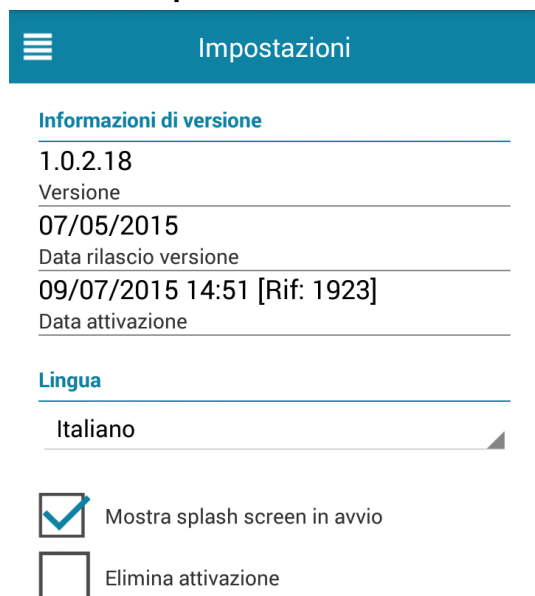 Impostazioni
Informazioni di versione
1.0.2.18
Versione
07/05/2015
Data rilascio versione
09/07/2015 14:51 [Rif: 1923]
Data attivazione
Lingua
Italiano
Mostra splash screen in avvio
Elimina attivazione